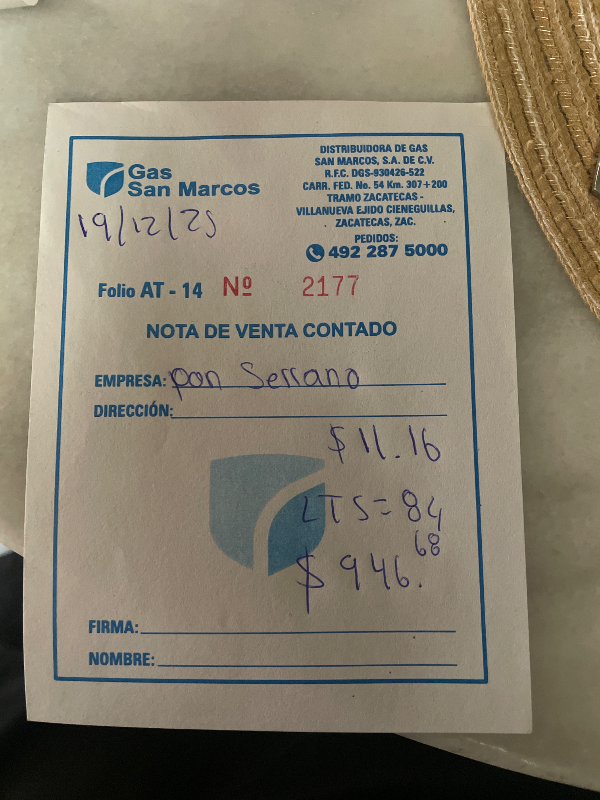 Gas
San Marcos
19/12/25
DISTRIBUIDORA DE GAS
SAN MARCOS, S.A. DE C.V.
R.F.C. DGS-930426-522
CARR. FED. No. 54 Km. 307+200
TRAMO ZACATECAS -
VILLANUEVA EJIDO CIENEGUILLAS,
ZACATECAS, ZAC.
PEDIDOS:
492 287 5000
Folio AT - 14 Nº 2177
NOTA DE VENTA CONTADO
EMPRESA: pan Serrano
DIRECCIÓN:
$ 11.16
LTS = 84
$ 946.68
FIRMA:
NOMBRE: